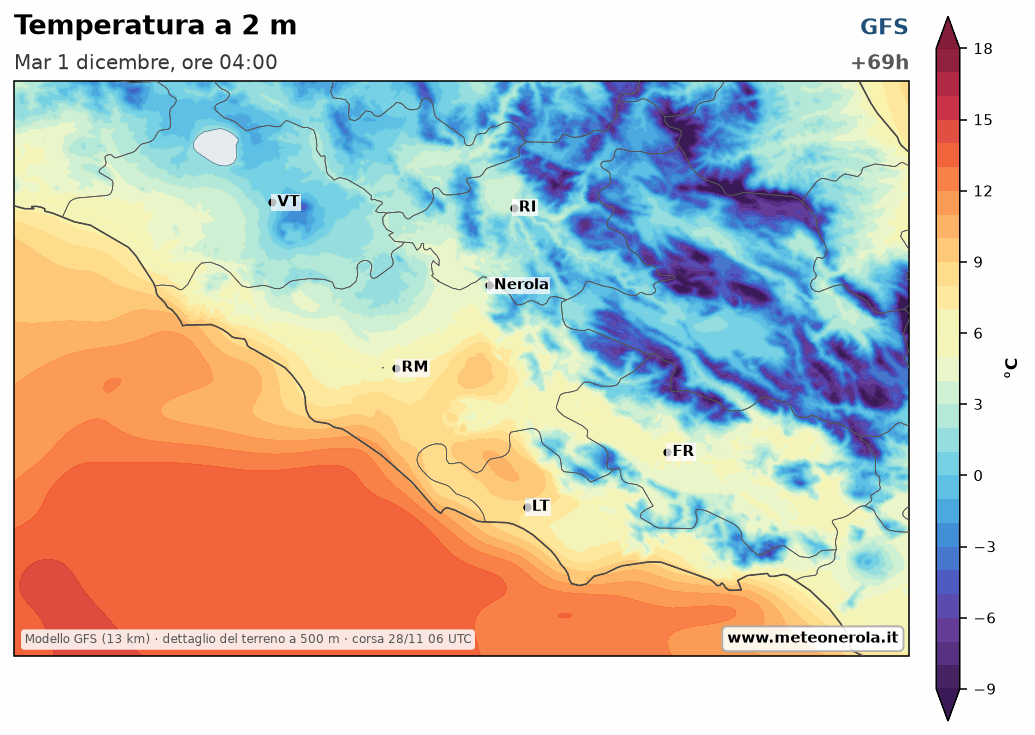 Temperatura a 2 m
GFS
Mar 1 dicembre, ore 04:00
+69h
VT
RI
Nerola
RM
FR
LT
Modello GFS (13 km) · dettaglio del terreno a 500 m · corsa 28/11 06 UTC
www.meteonerola.it
18
15
12
9
6
3
0
−3
−6
−9
°C